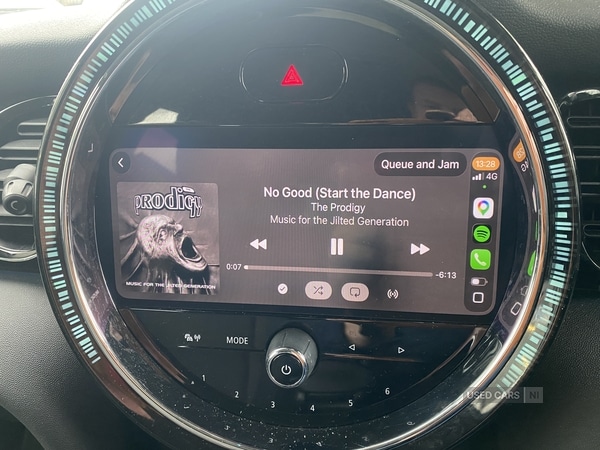 Queue and Jam
13:28
4G
PRODIGY
No Good (Start the Dance)
The Prodigy
Music for the Jilted Generation
0:07
-6:13
MUSIC FOR THE JILTED GENERATION
MODE
1 2 3 4 5 6
USED CARS NI